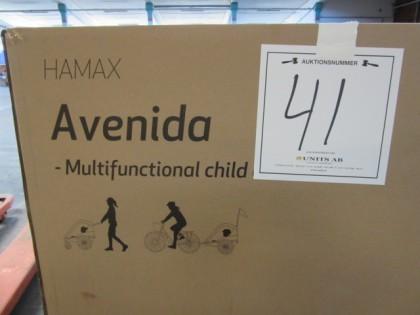 HAMAX
Avenida
- Multifunctional child
AUKTIONSNUMMER
41
UNITS AB